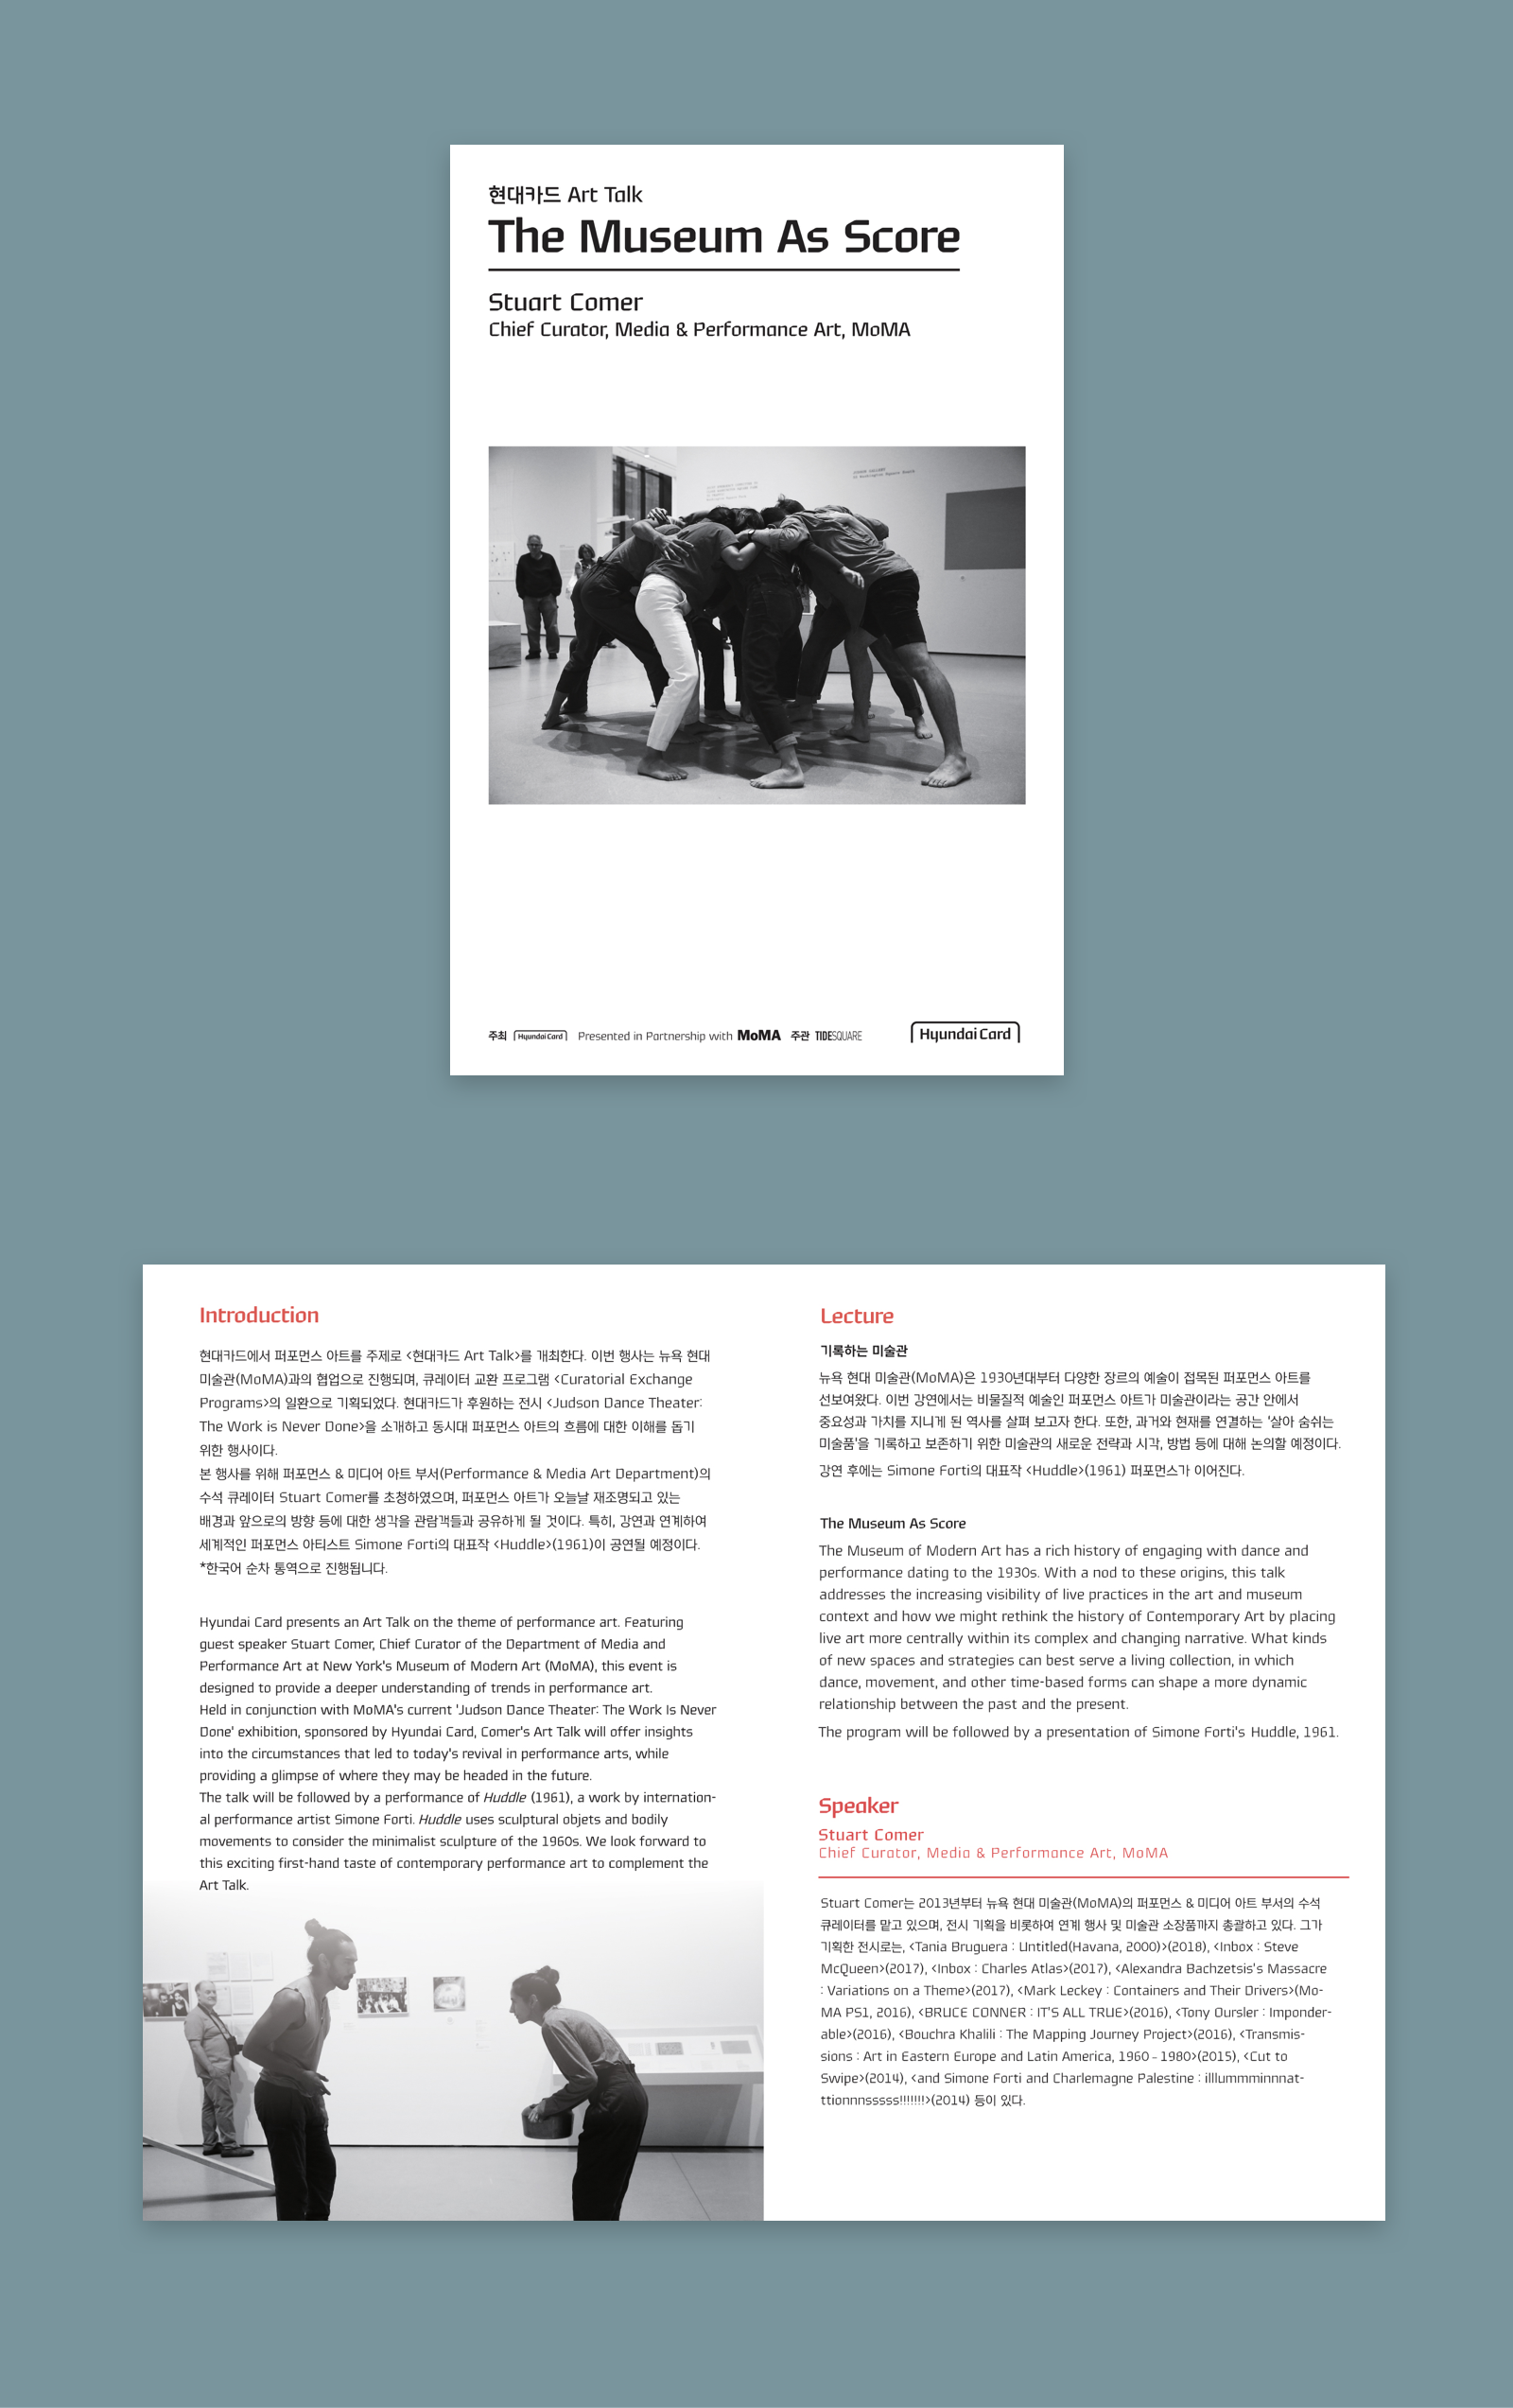 현대카드 Art Talk
The Museum As Score
Stuart Comer
Chief Curator, Media & Performance Art, MoMA
주최 Hyundai Card Presented in Partnership with MoMA 주관 TIDESQUARE
Hyundai Card
Introduction
현대카드에서 퍼포먼스 아트를 주제로 <현대카드 Art Talk>를 개최한다. 이번 행사는 뉴욕 현대
미술관(MoMA)과의 협업으로 진행되며, 큐레이터 교환 프로그램 <Curatorial Exchange
Programs>의 일환으로 기획되었다. 현대카드가 후원하는 전시 <Judson Dance Theater:
The Work is Never Done>을 소개하고 동시대 퍼포먼스 아트의 흐름에 대한 이해를 돕기
위한 행사이다.
본 행사를 위해 퍼포먼스 & 미디어 아트 부서(Performance & Media Art Department)의
수석 큐레이터 Stuart Comer를 초청하였으며, 퍼포먼스 아트가 오늘날 재조명되고 있는
배경과 앞으로의 방향 등에 대한 생각을 관람객들과 공유하게 될 것이다. 특히, 강연과 연계하여
세계적인 퍼포먼스 아티스트 Simone Forti의 대표작 <Huddle>(1961)이 공연될 예정이다.
*한국어 순차 통역으로 진행됩니다.
Hyundai Card presents an Art Talk on the theme of performance art. Featuring
guest speaker Stuart Comer, Chief Curator of the Department of Media and
Performance Art at New York's Museum of Modern Art (MoMA), this event is
designed to provide a deeper understanding of trends in performance art.
Held in conjunction with MoMA's current 'Judson Dance Theater: The Work Is Never
Done' exhibition, sponsored by Hyundai Card, Comer's Art Talk will offer insights
into the circumstances that led to today's revival in performance arts, while
providing a glimpse of where they may be headed in the future.
The talk will be followed by a performance of Huddle (1961), a work by internation-
al performance artist Simone Forti. Huddle uses sculptural objets and bodily
movements to consider the minimalist sculpture of the 1960s. We look forward to
this exciting first-hand taste of contemporary performance art to complement the
Art Talk.
Lecture
기록하는 미술관
뉴욕 현대 미술관(MoMA)은 1930년대부터 다양한 장르의 예술이 접목된 퍼포먼스 아트를
선보여왔다. 이번 강연에서는 비물질적 예술인 퍼포먼스 아트가 미술관이라는 공간 안에서
중요성과 가치를 지니게 된 역사를 살펴 보고자 한다. 또한, 과거와 현재를 연결하는 '살아 숨쉬는
미술품'을 기록하고 보존하기 위한 미술관의 새로운 전략과 시각, 방법 등에 대해 논의할 예정이다.
강연 후에는 Simone Forti의 대표작 <Huddle>(1961) 퍼포먼스가 이어진다.
The Museum As Score
The Museum of Modern Art has a rich history of engaging with dance and
performance dating to the 1930s. With a nod to these origins, this talk
addresses the increasing visibility of live practices in the art and museum
context and how we might rethink the history of Contemporary Art by placing
live art more centrally within its complex and changing narrative. What kinds
of new spaces and strategies can best serve a living collection, in which
dance, movement, and other time-based forms can shape a more dynamic
relationship between the past and the present.
The program will be followed by a presentation of Simone Forti's Huddle, 1961.
Speaker
Stuart Comer
Chief Curator, Media & Performance Art, MoMA
Stuart Comer는 2013년부터 뉴욕 현대 미술관(MoMA)의 퍼포먼스 & 미디어 아트 부서의 수석
큐레이터를 맡고 있으며, 전시 기획을 비롯하여 연계 행사 및 미술관 소장품까지 총괄하고 있다. 그가
기획한 전시로는, <Tania Bruguera : Untitled(Havana, 2000)>(2018), <Inbox : Steve
McQueen>(2017), <Inbox : Charles Atlas>(2017), <Alexandra Bachzetsis's Massacre
: Variations on a Theme>(2017), <Mark Leckey : Containers and Their Drivers>(Mo-
MA PS1, 2016), <BRUCE CONNER : IT'S ALL TRUE>(2016), <Tony Oursler : Imponder-
able>(2016), <Bouchra Khalili : The Mapping Journey Project>(2016), <Transmis-
sions : Art in Eastern Europe and Latin America, 1960 - 1980>(2015), <Cut to
Swipe>(2014), <and Simone Forti and Charlemagne Palestine : illlummminnnat-
ttionnnsssss!!!!!!!>(2014) 등이 있다.